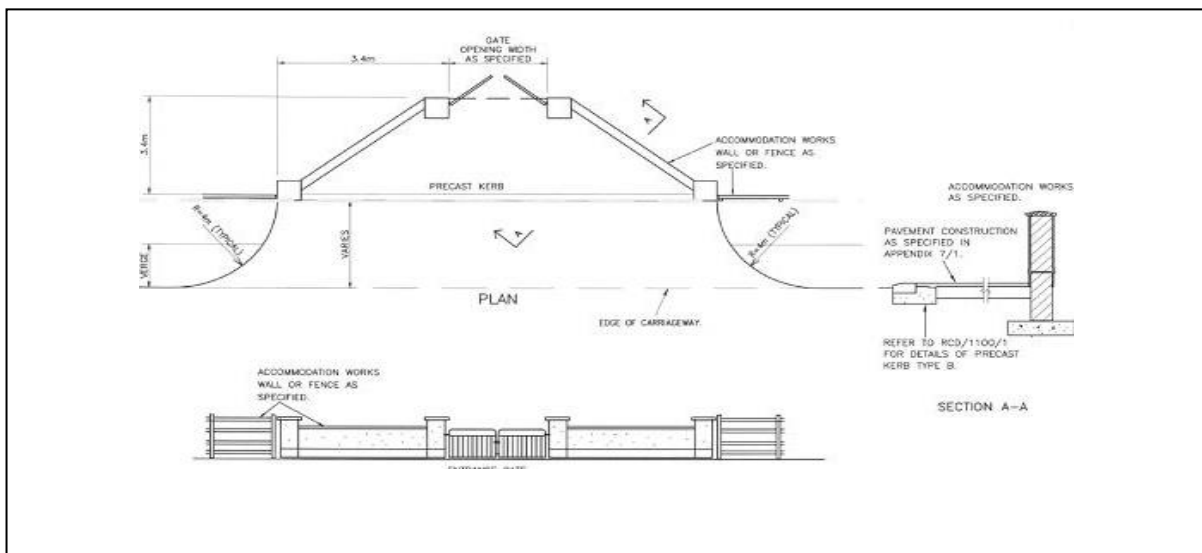 GATE
OPENING WIDTH
AS SPECIFIED
3.4m
3.4m
A
ACCOMMODATION WORKS
WALL OR FENCE AS
SPECIFIED.
PRECAST KERB
R=4m (TYPICAL)
VERGE
VARIES
A
R=4m (TYPICAL)
PLAN
EDGE OF CARRIAGEWAY.
ACCOMMODATION WORKS
AS SPECIFIED.
PAVEMENT CONSTRUCTION
AS SPECIFIED IN
APPENDIX 7/1.
REFER TO RCD/1100/1
FOR DETAILS OF PRECAST
KERB TYPE B.
SECTION A-A
ACCOMMODATION WORKS
WALL OR FENCE AS
SPECIFIED.